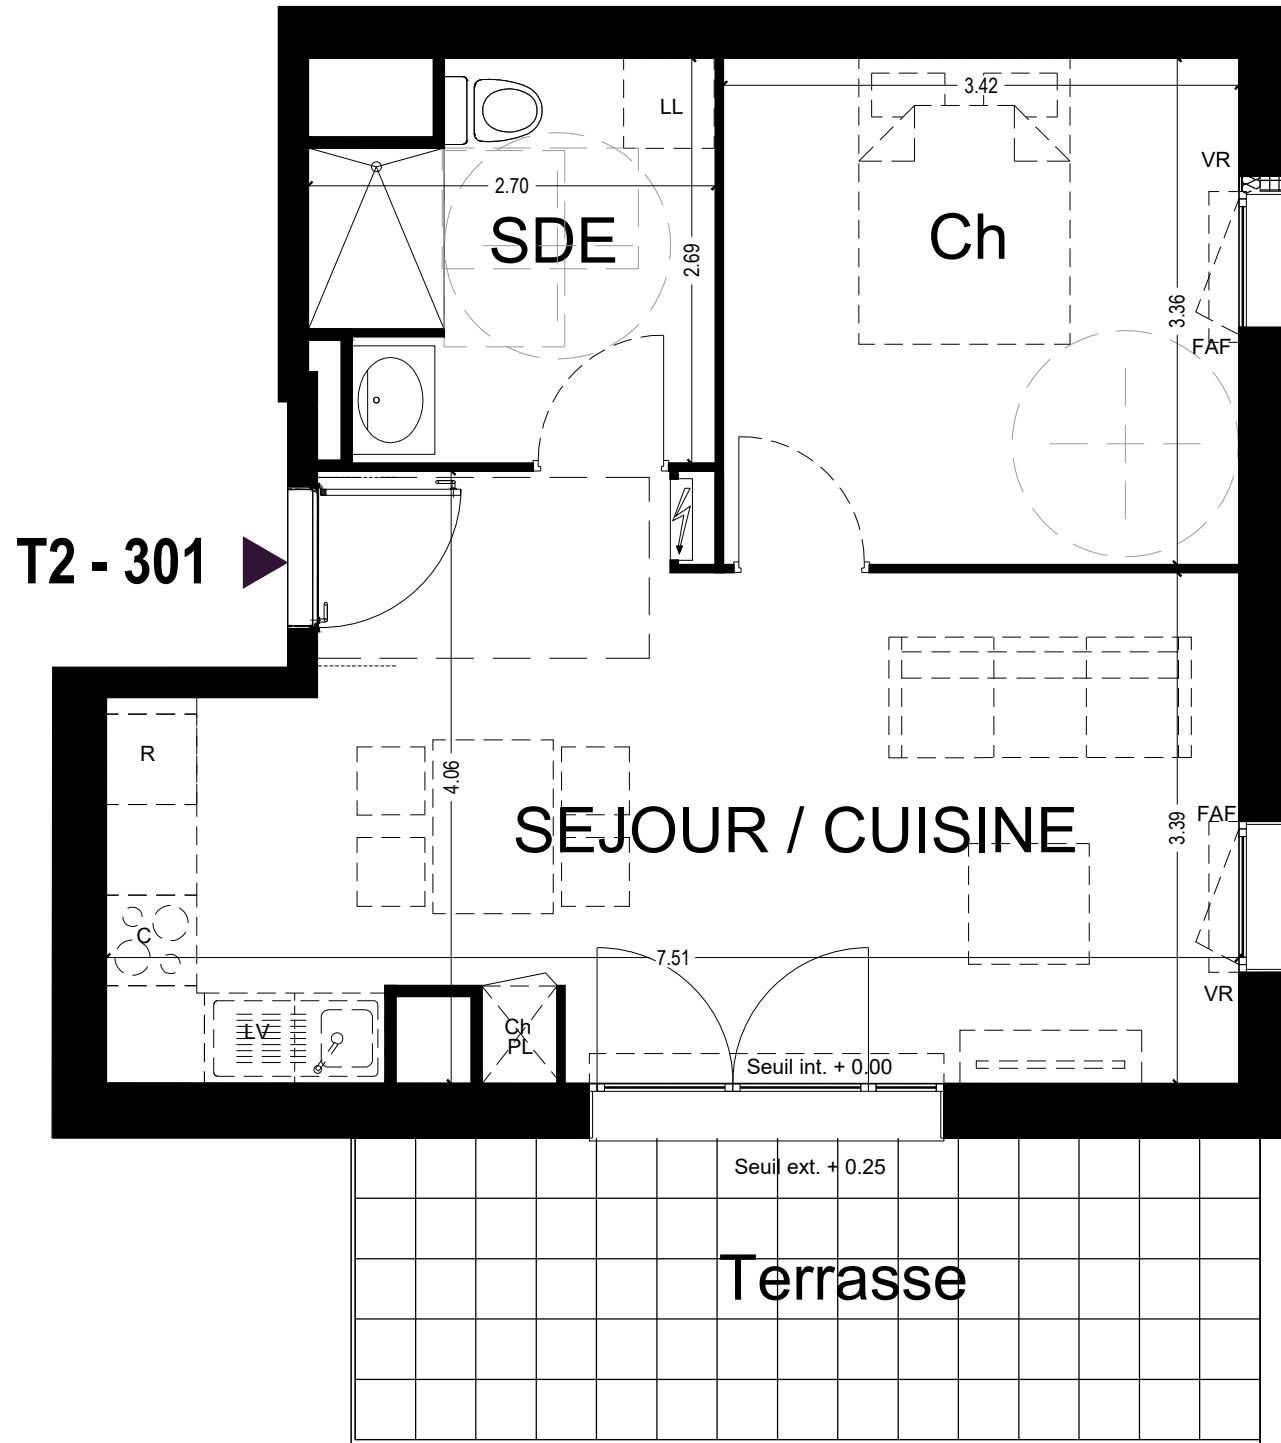 3.42
LL
VR
2.70
SDE
Ch
2.69
3.36
FAF
T2 - 301
R
4.06
SEJOUR / CUISINE
FAF
3.39
C
7.51
VR
LV
Ch
PL
Seuil int. + 0.00
Seuil ext. + 0.25
Terrasse